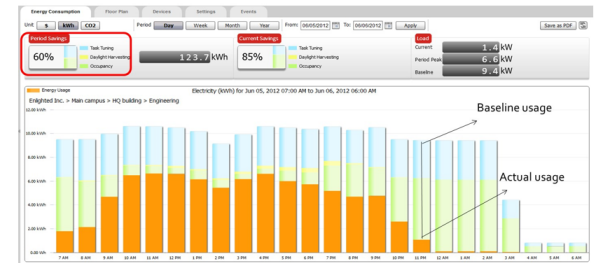 Energy Consumption Floor Plan Devices Settings Events
Unit $ kWh CO2 Period Day Week Month Year From: 06/05/2012 To: 06/06/2012 Apply Save as PDF
Period Savings Current Savings Load
60% Task Tuning Daylight Harvesting Occupancy
123.7 kWh
85% Task Tuning Daylight Harvesting Occupancy
Current 1.4 kW
Period Peak 6.6 kW
Baseline 9.4 kW
Energy Usage Electricity (kWh) for Jun 05, 2012 07:00 AM to Jun 06, 2012 06:00 AM
Enlighted Inc. > Main campus > HQ building > Engineering
Baseline usage
Actual usage
12.00 kWh
10.00 kWh
8.00 kWh
6.00 kWh
4.00 kWh
2.00 kWh
0.00 kWh
7 AM 8 AM 9 AM 10 AM 11 AM 12 PM 1 PM 2 PM 3 PM 4 PM 5 PM 6 PM 7 PM 8 PM 9 PM 10 PM 11 PM 12 AM 1 AM 2 AM 3 AM 4 AM 5 AM 6 AM